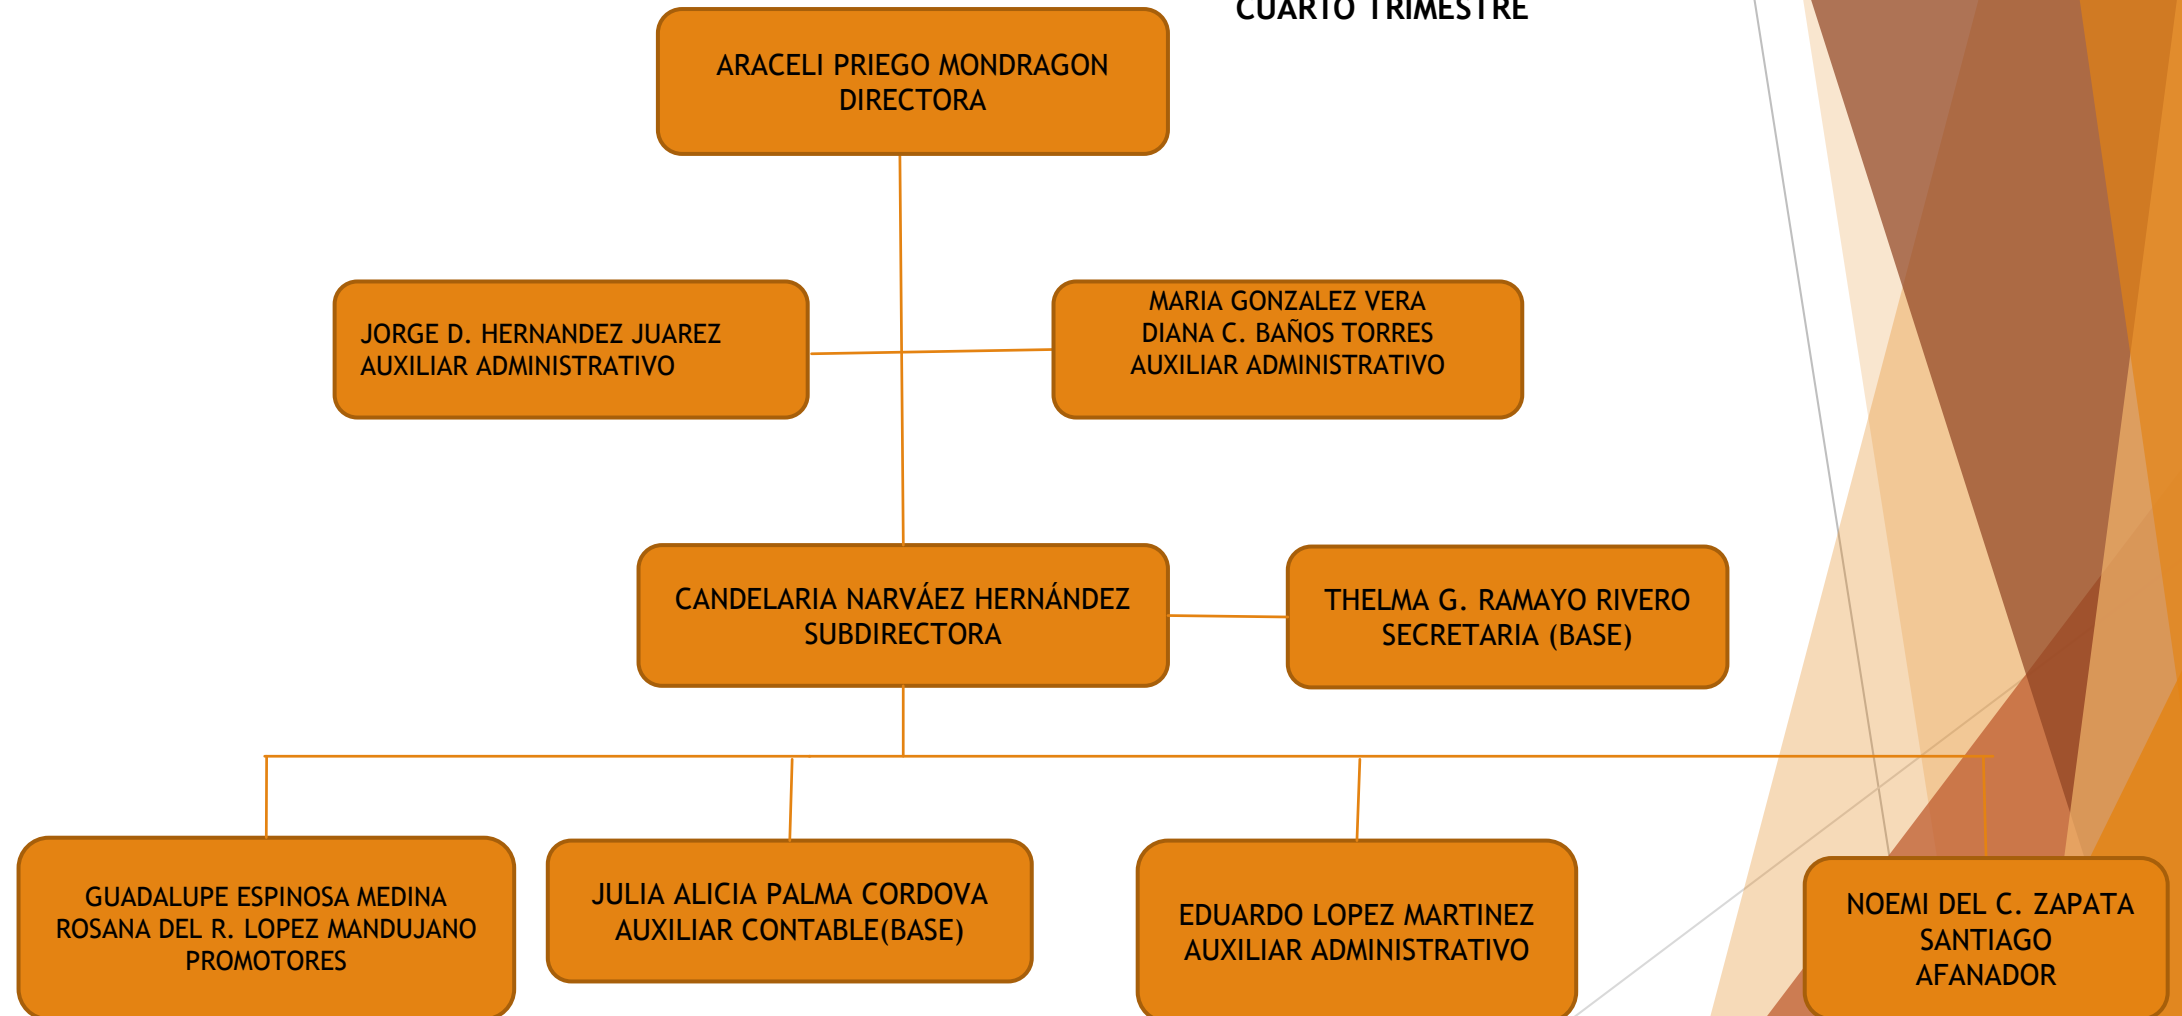 CUARTO TRIMESTRE
ARACELI PRIEGO MONDRAGON
DIRECTORA
JORGE D. HERNANDEZ JUAREZ
AUXILIAR ADMINISTRATIVO
MARIA GONZALEZ VERA
DIANA C. BAÑOS TORRES
AUXILIAR ADMINISTRATIVO
CANDELARIA NARVÁEZ HERNÁNDEZ
SUBDIRECTORA
THELMA G. RAMAYO RIVERO
SECRETARIA (BASE)
GUADALUPE ESPINOSA MEDINA
ROSANA DEL R. LOPEZ MANDUJANO
PROMOTORES
JULIA ALICIA PALMA CORDOVA
AUXILIAR CONTABLE(BASE)
EDUARDO LOPEZ MARTINEZ
AUXILIAR ADMINISTRATIVO
NOEMI DEL C. ZAPATA
SANTIAGO
AFANADOR